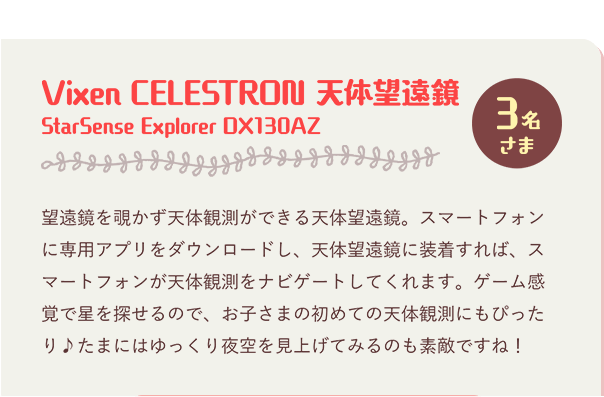 Vixen CELESTRON 天体望遠鏡
StarSense Explorer DX130AZ
3名
さま
望遠鏡を覗かず天体観測ができる天体望遠鏡。スマートフォン
に専用アプリをダウンロードし、天体望遠鏡に装着すれば、ス
マートフォンが天体観測をナビゲートしてくれます。ゲーム感
覚で星を探せるので、お子さまの初めての天体観測にもぴった
り♪たまにはゆっくり夜空を見上げてみるのも素敵ですね！